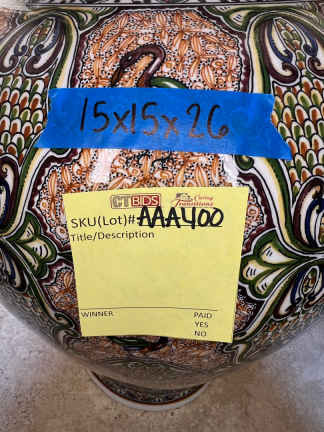 15x15x26
CTBIDS Caring Transitions
SKU(Lot)# AAA400
Title/Description
WINNER PAID
YES
NO